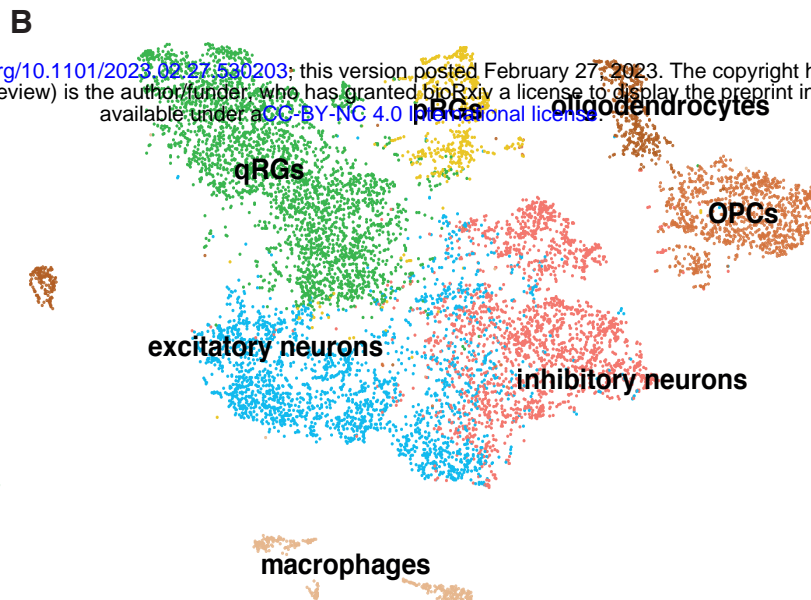 B
rg/10.1101/2023.02.27.530203; this version posted February 27, 2023. The copyright h
eview) is the author/funder, who has granted bioRxiv a license to display the preprint in
available under aCC-BY-NC 4.0 International license.
pRGs
oligodendrocytes
qRGs
OPCs
excitatory neurons
inhibitory neurons
macrophages